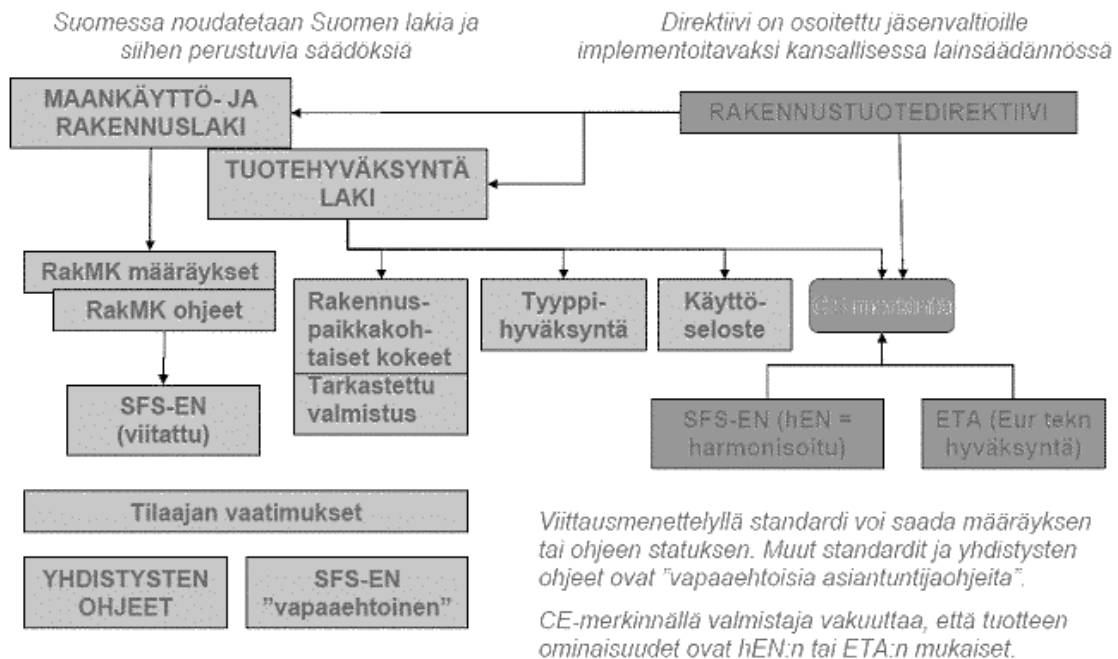 Suomessa noudatetaan Suomen lakia ja
siihen perustuvia säädöksiä
Direktiivi on osoitettu jäsenvaltioille
implementoitavaksi kansallisessa lainsäädännössä
MAANKÄYTTÖ- JA
RAKENNUSLAKI
RAKENNUSTUOTEDIREKTIIVI
TUOTEHYVÄKSYNTÄ
LAKI
RakMK määräykset
RakMK ohjeet
SFS-EN
(viitattu)
Rakennus-
paikkakoh-
taiset kokeet
Tarkastettu
valmistus
Tyyppi-
hyväksyntä
Käyttö-
seloste
CE merkintä
SFS-EN (hEN =
harmonisoitu)
ETA (Eur tekn
hyväksyntä)
Tilaajan vaatimukset
YHDISTYSTEN
OHJEET
SFS-EN
”vapaaehtoinen”
Viittausmenettelyllä standardi voi saada määräyksen
tai ohjeen statuksen. Muut standardit ja yhdistysten
ohjeet ovat ”vapaaehtoisia asiantuntijaohjeita”.
CE-merkinnällä valmistaja vakuuttaa, että tuotteen
ominaisuudet ovat hEN:n tai ETA:n mukaiset.